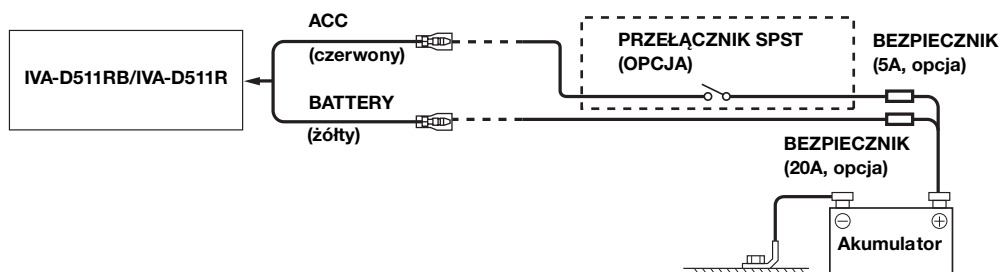 ACC
(czerwony)
PRZEŁĄCZNIK SPST
(OPCJA)
BEZPIECZNIK
(5A, opcja)
IVA-D511RB/IVA-D511R
BATTERY
(żółty)
BEZPIECZNIK
(20A, opcja)
Akumulator